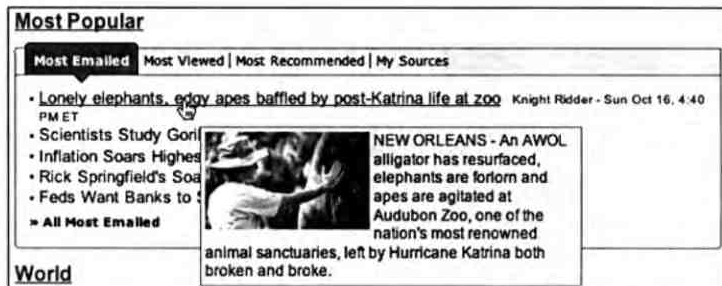 Most Popular
Most Emailed Most Viewed | Most Recommended | My Sources
• Lonely elephants, edgy apes baffled by post-Katrina life at zoo Knight Ridder - Sun Oct 16, 4:40
PM ET
• Scientists Study Gori
• Inflation Soars Highes
• Rick Springfield's Soa
• Feds Want Banks to S
» All Most Emailed
NEW ORLEANS - An AWOL
alligator has resurfaced,
elephants are forlorn and
apes are agitated at
Audubon Zoo, one of the
nation's most renowned
animal sanctuaries, left by Hurricane Katrina both
broken and broke.
World